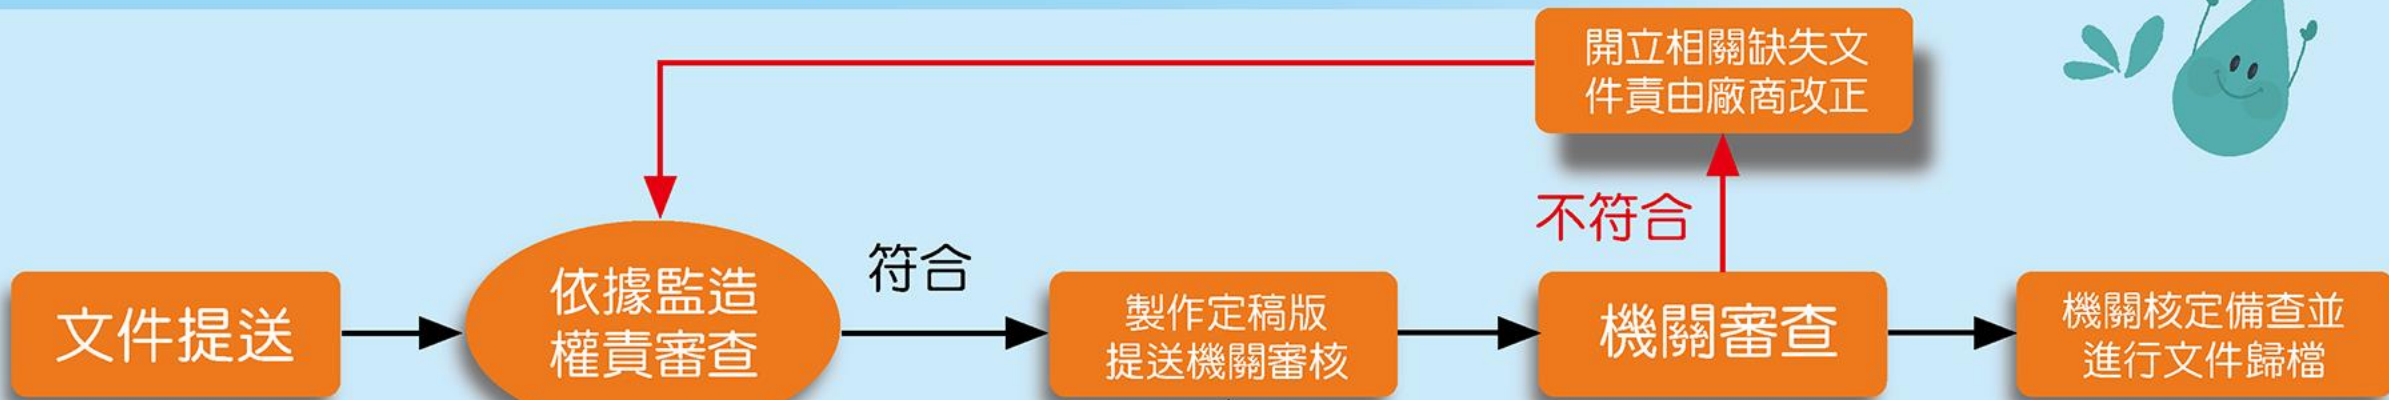 開立相關缺失文
件責由廠商改正
不符合
文件提送
依據監造
權責審查
符合
製作定稿版
提送機關審核
機關審查
機關核定備查並
進行文件歸檔